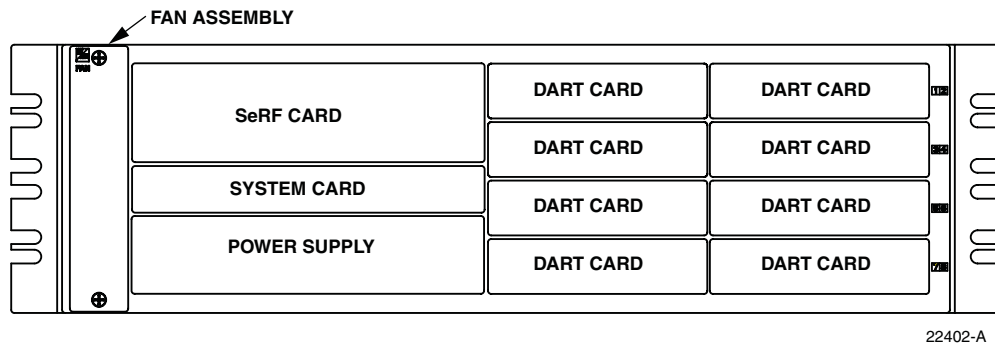 FAN ASSEMBLY
FAN
SeRF CARD
SYSTEM CARD
POWER SUPPLY
DART CARD DART CARD
DART CARD DART CARD
DART CARD DART CARD
DART CARD DART CARD
22402-A